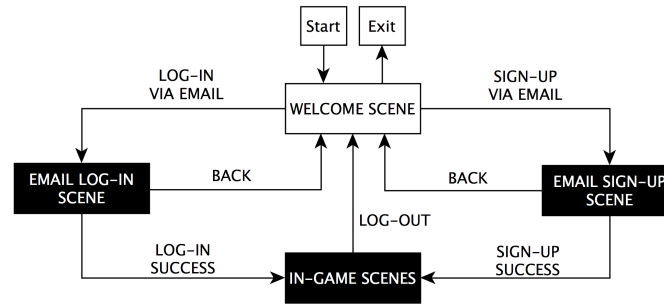 Start
Exit
LOG-IN
VIA EMAIL
SIGN-UP
VIA EMAIL
WELCOME SCENE
EMAIL LOG-IN
SCENE
BACK
BACK
EMAIL SIGN-UP
SCENE
LOG-OUT
LOG-IN
SUCCESS
SIGN-UP
SUCCESS
IN-GAME SCENES